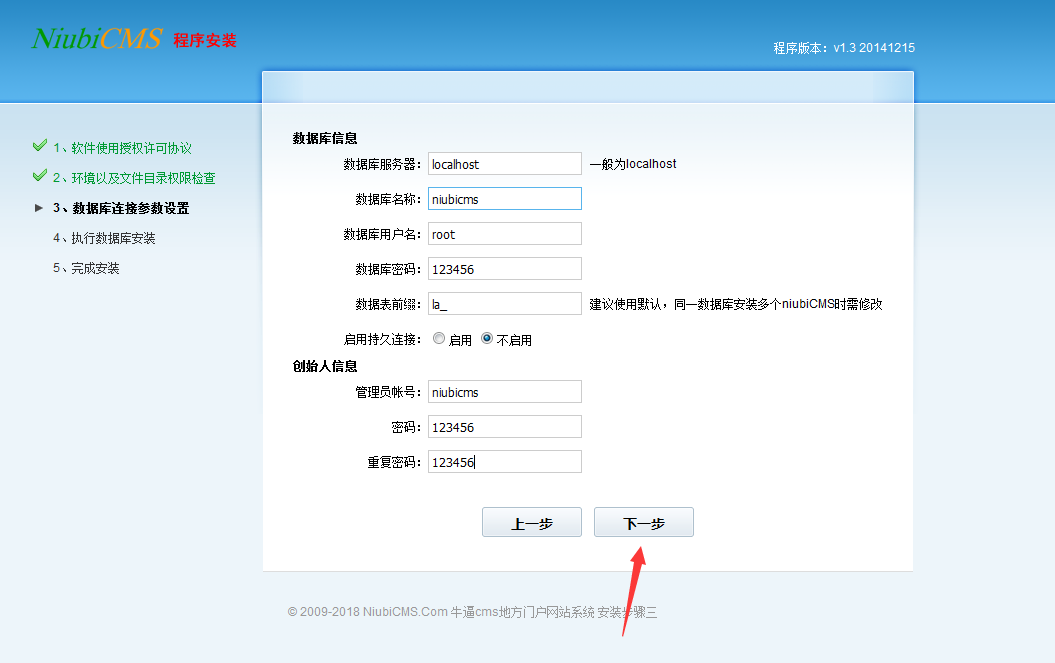 NiubiCMS 程序安装
程序版本：v1.3 20141215
1、软件使用授权许可协议
2、环境以及文件目录权限检查
3、数据库连接参数设置
4、执行数据库安装
5、完成安装
数据库信息
数据库服务器： localhost 一般为localhost
数据库名称： niubicms
数据库用户名： root
数据库密码： 123456
数据表前缀： la_ 建议使用默认，同一数据库安装多个niubiCMS时需修改
启用持久连接： 启用 不启用
创始人信息
管理员帐号： niubicms
密码： 123456
重复密码： 123456
上一步 下一步
© 2009-2018 NiubiCMS.Com 牛逼cms地方门户网站系统 安装步骤三